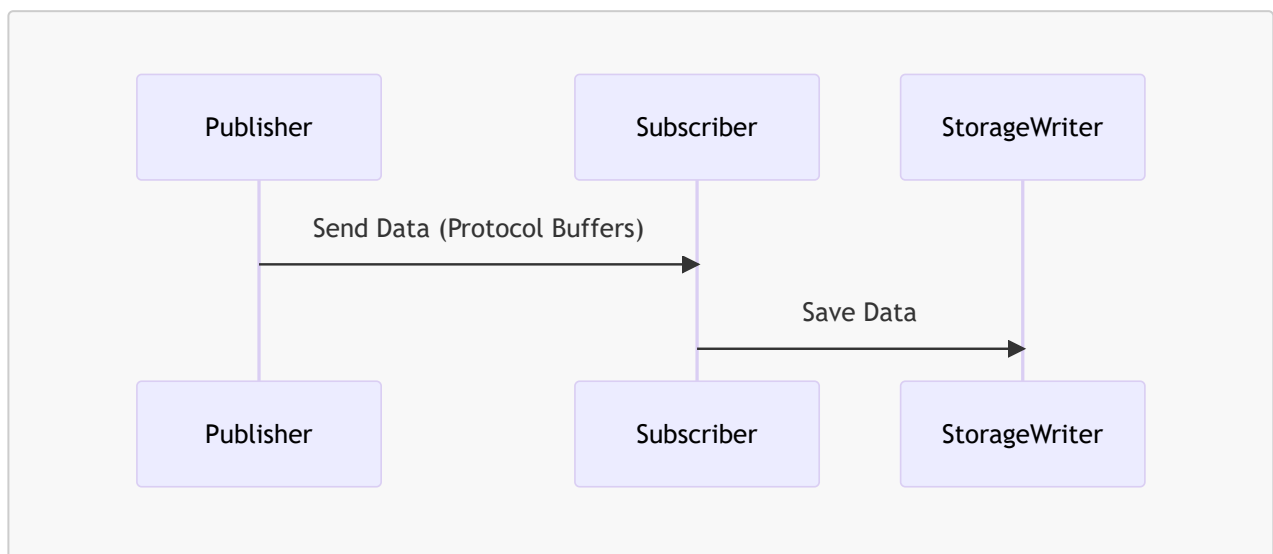 Publisher
Subscriber
StorageWriter
Send Data (Protocol Buffers)
Save Data
Publisher
Subscriber
StorageWriter